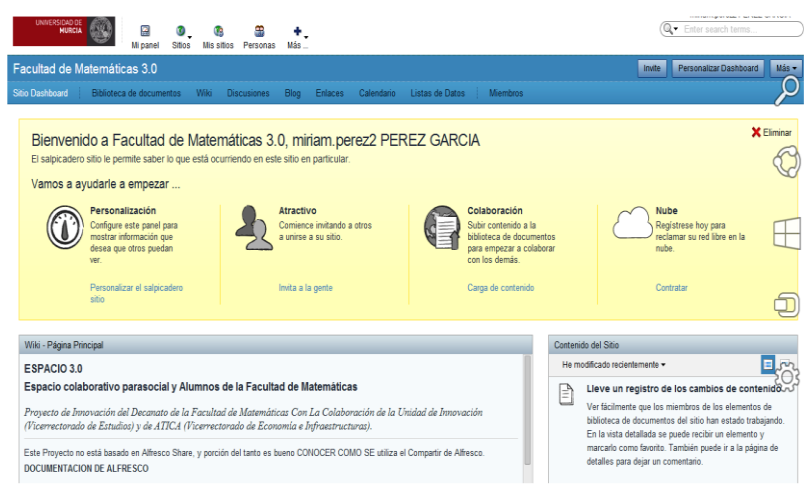 UNIVERSIDAD DE
MURCIA
Mi panel Sitios Mis sitios Personas Más ...
Enter search terms...
Facultad de Matemáticas 3.0
Invite Personalizar Dashboard Más
Sitio Dashboard Biblioteca de documentos Wiki Discusiones Blog Enlaces Calendario Listas de Datos Miembros
Bienvenido a Facultad de Matemáticas 3.0, miriam.perez2 PEREZ GARCIA
Eliminar
El salpicadero sitio le permite saber lo que está ocurriendo en este sitio en particular.
Vamos a ayudarle a empezar ...
Personalización
Configure este panel para
mostrar información que
desea que otros puedan
ver.
Personalizar el salpicadero
sitio
Atractivo
Comience invitando a otros
a unirse a su sitio.
Invita a la gente
Colaboración
Subir contenido a la
biblioteca de documentos
para empezar a colaborar
con los demás.
Carga de contenido
Nube
Regístrese hoy para
reclamar su red libre en la
nube.
Contratar
Wiki - Página Principal
ESPACIO 3.0
Espacio colaborativo parasocial y Alumnos de la Facultad de Matemáticas
Proyecto de Innovación del Decanato de la Facultad de Matemáticas Con La Colaboración de la Unidad de Innovación
(Vicerrectorado de Estudios) y de ATICA (Vicerrectorado de Economía e Infraestructuras).
Este Proyecto no está basado en Alfresco Share, y porción del tanto es bueno CONOCER COMO SE utiliza el Compartir de Alfresco.
DOCUMENTACION DE ALFRESCO
Contenido del Sitio
He modificado recientemente
Lleve un registro de los cambios de contenido
Ver fácilmente que los miembros de los elementos de
biblioteca de documentos del sitio han estado trabajando.
En la vista detallada se puede recibir un elemento y
marcarlo como favorito. También puede ir a la página de
detalles para dejar un comentario.